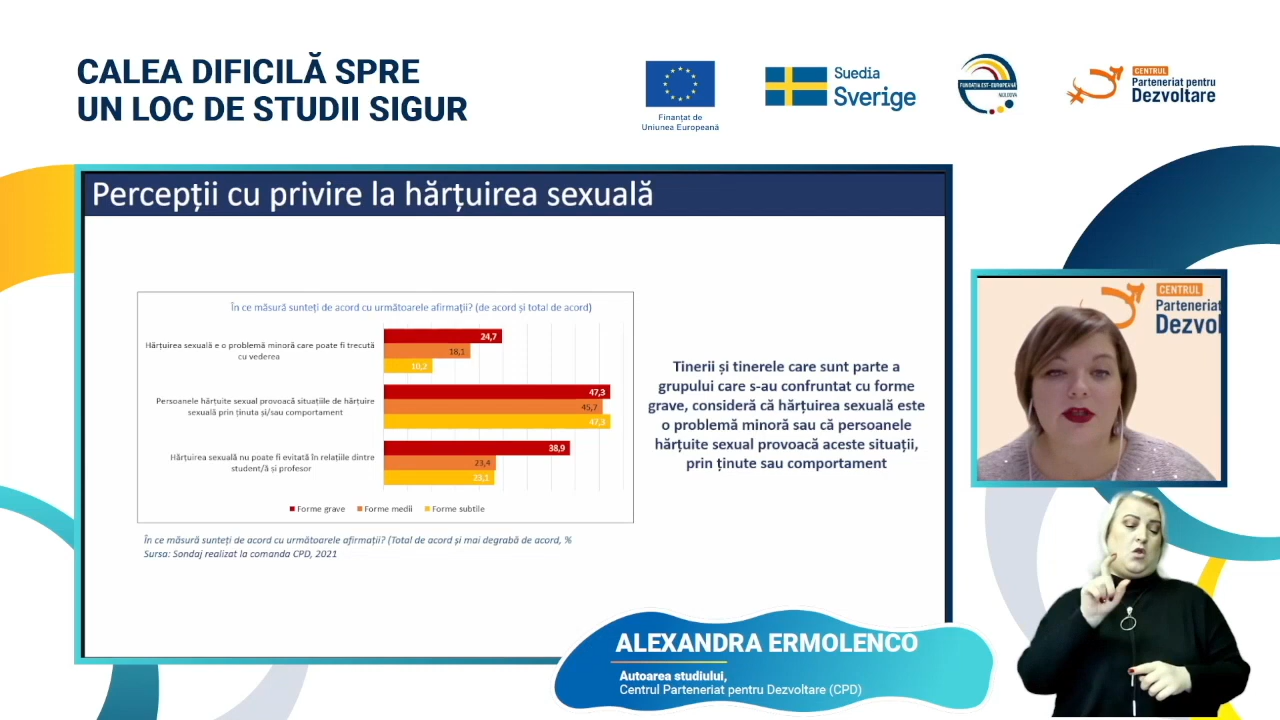 CALEA DIFICILĂ SPRE
UN LOC DE STUDII SIGUR
Finanțat de
Uniunea Europeană
Suedia
Sverige
FUNDAȚIA EST-EUROPEANĂ
MOLDOVA
CENTRUL
Parteneriat pentru
Dezvoltare
Percepții cu privire la hărțuirea sexuală
În ce măsură sunteți de acord cu următoarele afirmații? (de acord și total de acord)
Hărțuirea sexuală e o problemă minoră care poate fi trecută
cu vederea
24,7
18,1
10,2
Persoanele hărțuite sexual provoacă situațiile de hărțuire
sexuală prin ținuta și/sau comportament
47,3
45,7
47,3
Hărțuirea sexuală nu poate fi evitată în relațiile dintre
student/ă și profesor
38,9
23,4
23,1
Forme grave
Forme medii
Forme subtile
În ce măsură sunteți de acord cu următoarele afirmații? (Total de acord și mai degrabă de acord, %
Sursa: Sondaj realizat la comanda CPD, 2021
Tinerii și tinerele care sunt parte a
grupului care s-au confruntat cu forme
grave, consideră că hărțuirea sexuală este
o problemă minoră sau că persoanele
hărțuite sexual provoacă aceste situații,
prin ținute sau comportament
CENTRUL
Parteneriat
Dezvol
ALEXANDRA ERMOLENCO
Autoarea studiului,
Centrul Parteneriat pentru Dezvoltare (CPD)